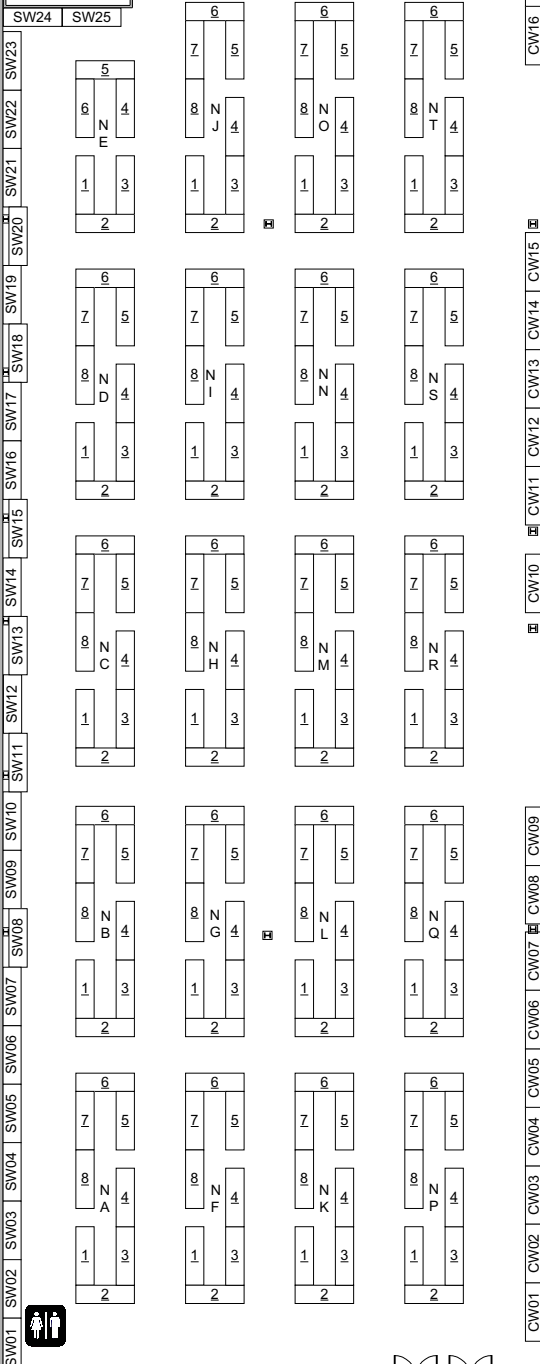 SW24 SW25
SW23
SW22
SW21
SW20
SW19
SW18
SW17
SW16
SW15
SW14
SW13
SW12
SW11
SW10
SW09
SW08
SW07
SW06
SW05
SW04
SW03
SW02
SW01
5
6 4
N
E
1 3
2
6
7 5
8 4
N
J
1 3
2
6
7 5
8 4
N
O
1 3
2
6
7 5
8 4
N
T
1 3
2
6
7 5
8 4
N
D
1 3
2
6
7 5
8 4
N
I
1 3
2
6
7 5
8 4
N
N
1 3
2
6
7 5
8 4
N
S
1 3
2
6
7 5
8 4
N
C
1 3
2
6
7 5
8 4
N
H
1 3
2
6
7 5
8 4
N
M
1 3
2
6
7 5
8 4
N
R
1 3
2
6
7 5
8 4
N
B
1 3
2
6
7 5
8 4
N
G
1 3
2
6
7 5
8 4
N
L
1 3
2
6
7 5
8 4
N
Q
1 3
2
6
7 5
8 4
N
A
1 3
2
6
7 5
8 4
N
F
1 3
2
6
7 5
8 4
N
K
1 3
2
6
7 5
8 4
N
P
1 3
2
CW16
CW15
CW14
CW13
CW12
CW11
CW10
CW09
CW08
CW07
CW06
CW05
CW04
CW03
CW02
CW01